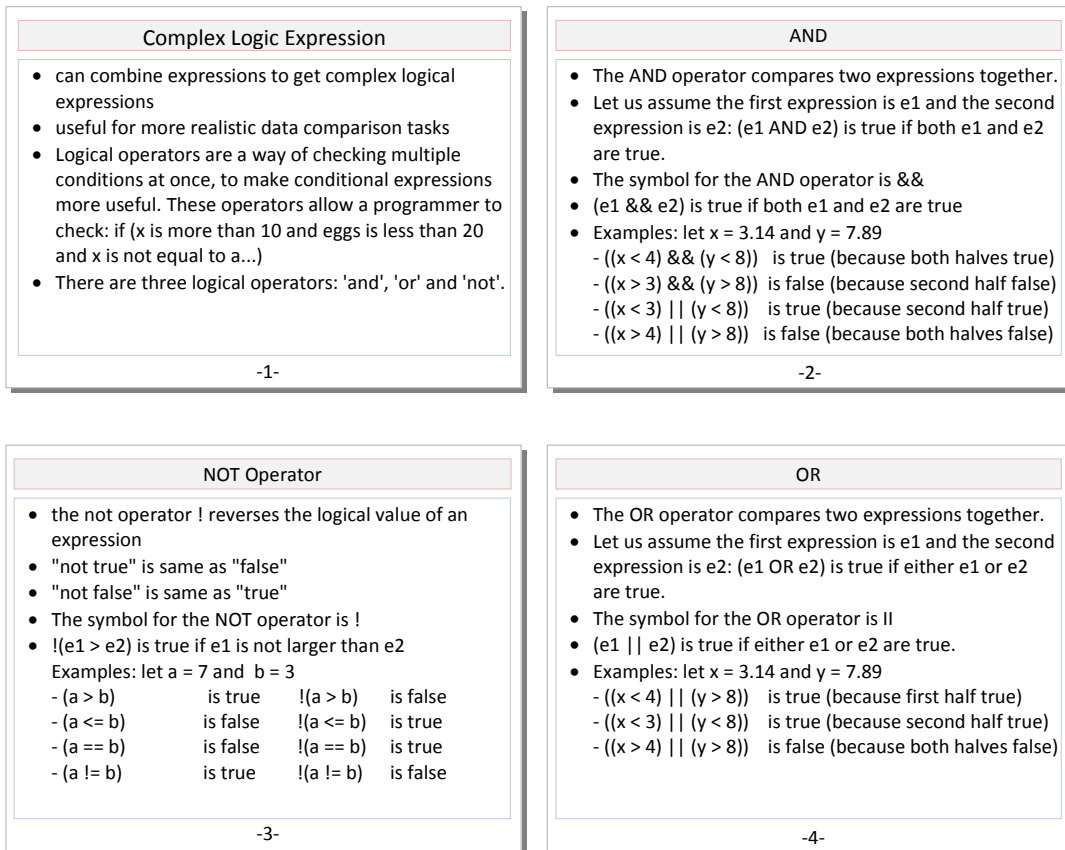 Complex Logic Expression
• can combine expressions to get complex logical
expressions
• useful for more realistic data comparison tasks
• Logical operators are a way of checking multiple
conditions at once, to make conditional expressions
more useful. These operators allow a programmer to
check: if (x is more than 10 and eggs is less than 20
and x is not equal to a...)
• There are three logical operators: 'and', 'or' and 'not'.
-1-
AND
• The AND operator compares two expressions together.
• Let us assume the first expression is e1 and the second
expression is e2: (e1 AND e2) is true if both e1 and e2
are true.
• The symbol for the AND operator is &&
• (e1 && e2) is true if both e1 and e2 are true
• Examples: let x = 3.14 and y = 7.89
- ((x < 4) && (y < 8)) is true (because both halves true)
- ((x > 3) && (y > 8)) is false (because second half false)
- ((x < 3) || (y < 8)) is true (because second half true)
- ((x > 4) || (y > 8)) is false (because both halves false)
-2-
NOT Operator
• the not operator ! reverses the logical value of an
expression
• "not true" is same as "false"
• "not false" is same as "true"
• The symbol for the NOT operator is !
• !(e1 > e2) is true if e1 is not larger than e2
Examples: let a = 7 and b = 3
- (a > b) is true !(a > b) is false
- (a <= b) is false !(a <= b) is true
- (a == b) is false !(a == b) is true
- (a != b) is true !(a != b) is false
-3-
OR
• The OR operator compares two expressions together.
• Let us assume the first expression is e1 and the second
expression is e2: (e1 OR e2) is true if either e1 or e2
are true.
• The symbol for the OR operator is II
• (e1 || e2) is true if either e1 or e2 are true.
• Examples: let x = 3.14 and y = 7.89
- ((x < 4) || (y > 8)) is true (because first half true)
- ((x < 3) || (y < 8)) is true (because second half true)
- ((x > 4) || (y > 8)) is false (because both halves false)
-4-